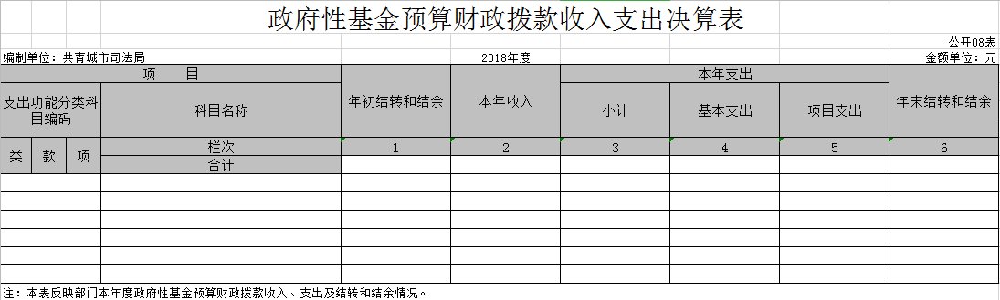 政府性基金预算财政拨款收入支出决算表
公开08表
编制单位：共青城市司法局 2018年度 金额单位：元
项 目 年初结转和结余 本年收入 本年支出 年末结转和结余
支出功能分类科目编码 科目名称 小计 基本支出 项目支出
类 款 项 栏次 1 2 3 4 5 6
合计
注：本表反映部门本年度政府性基金预算财政拨款收入、支出及结转和结余情况。